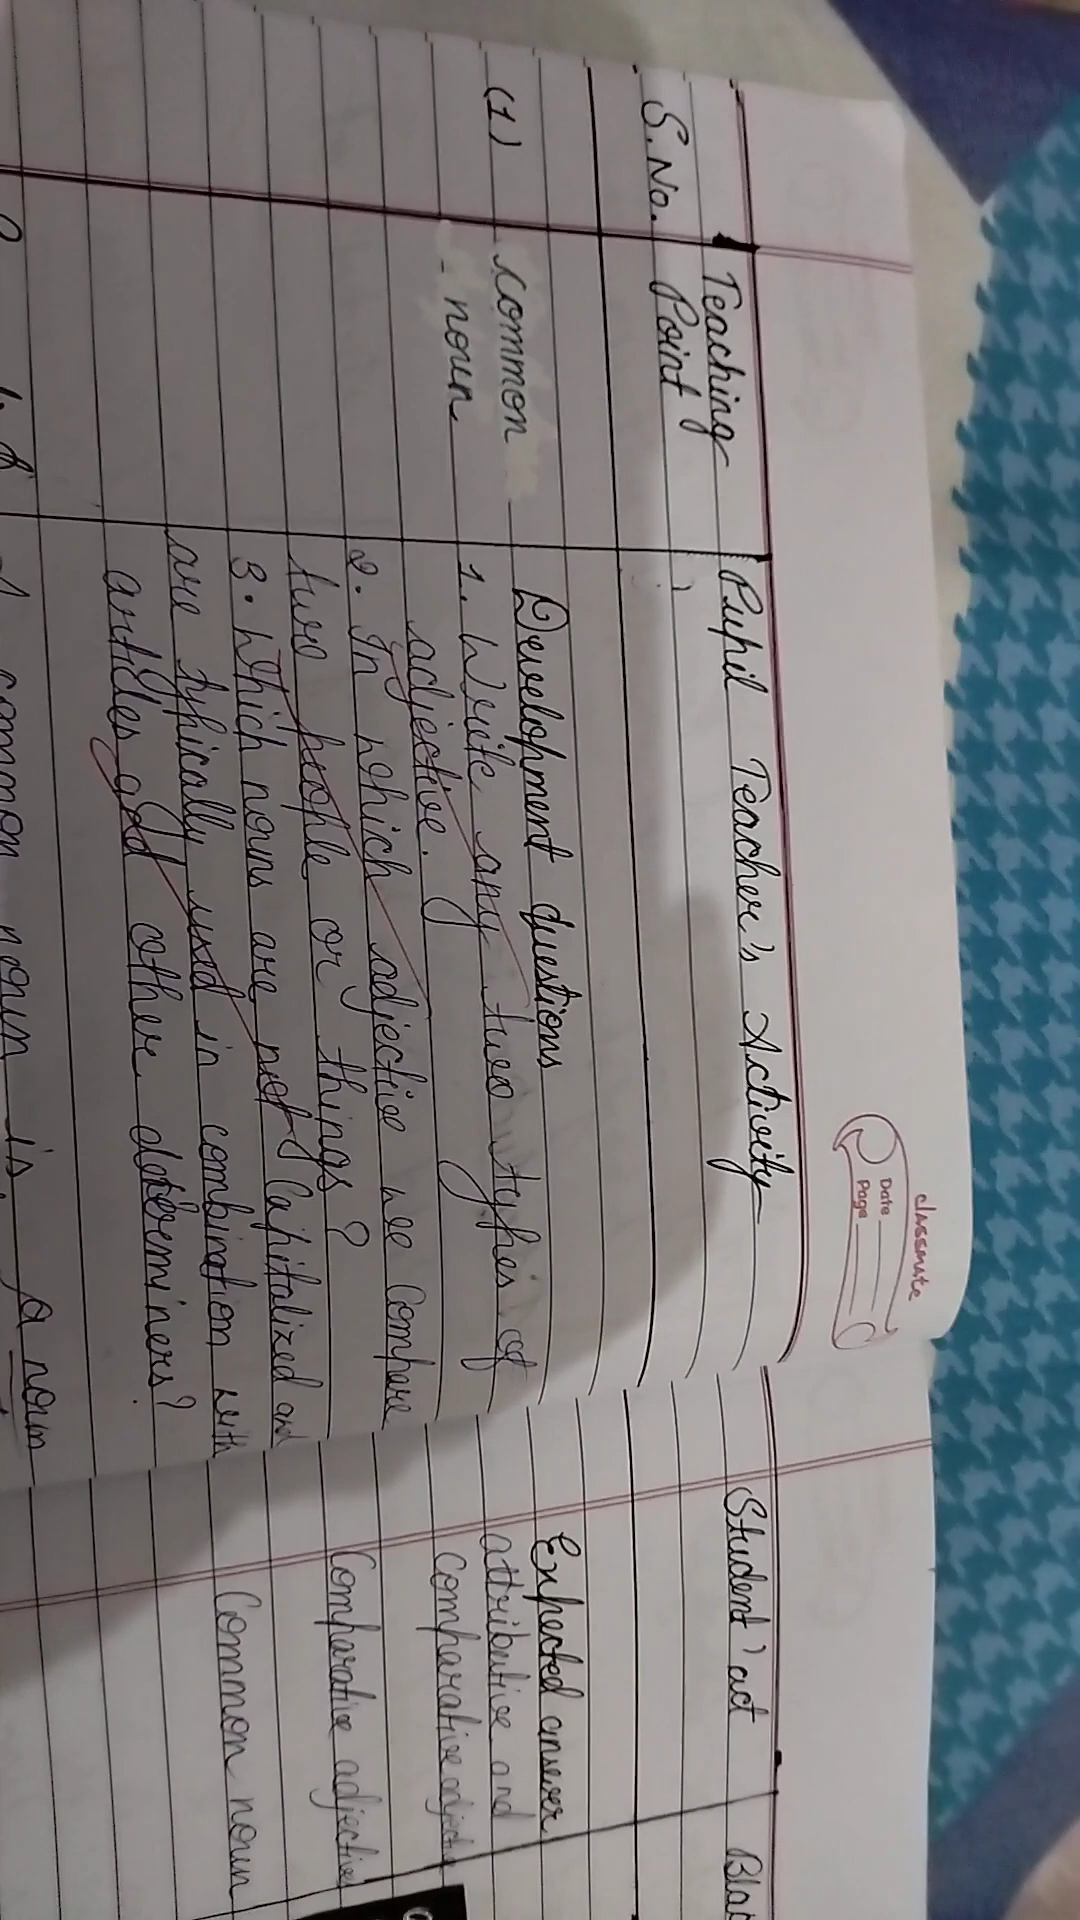 classmate
Date
Page
S.No. Teaching Point Pupil Teacher's Activity Student' act
(1) common noun
Development questions Expected answer
1. Write any two types of attributive and
adjective. comparative adjective
2. In which adjective we compare
two people or things? Comparative adjective
3. Which nouns are not Capitalized and
are typically used in combination with Common noun
articles and other determiners?
common noun is a noun